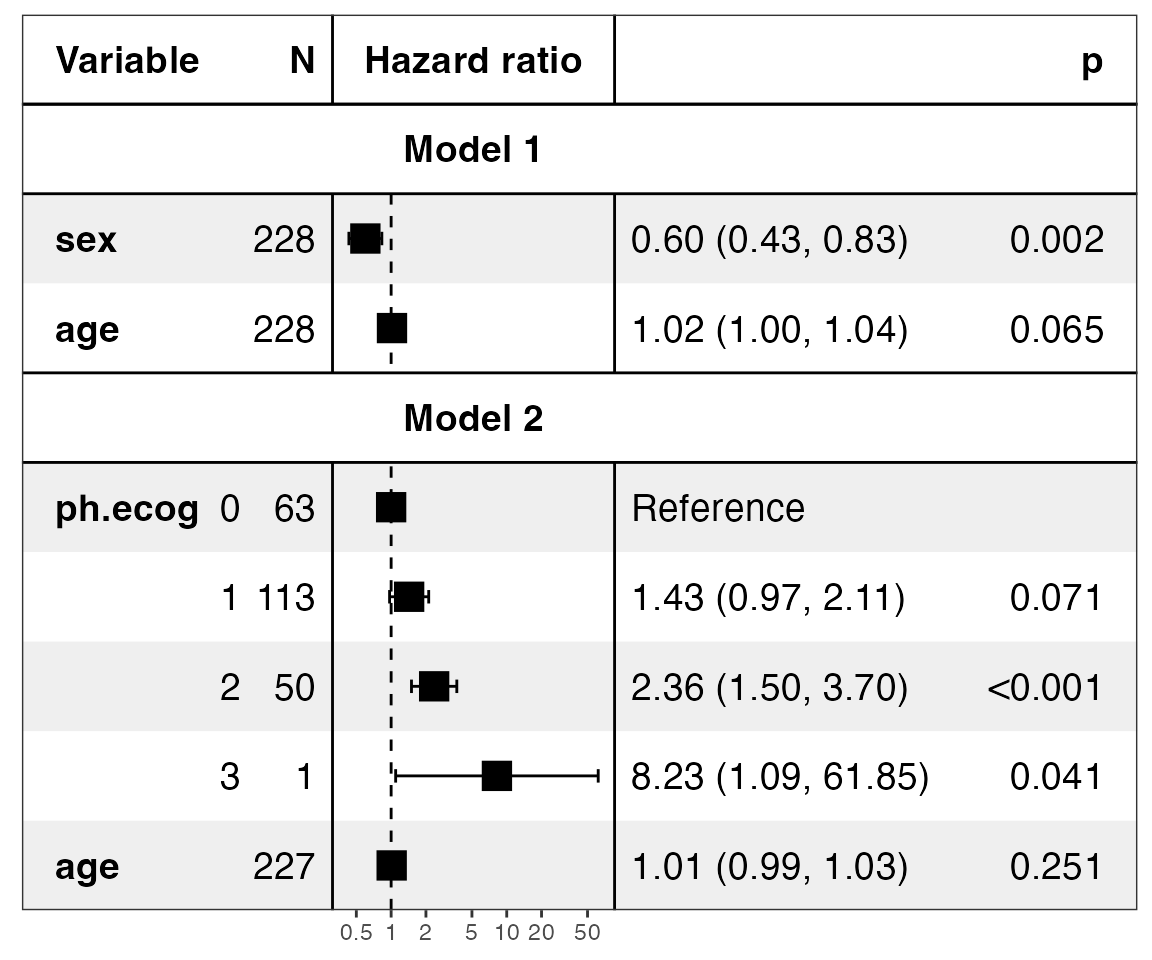 Variable N Hazard ratio p
Model 1
sex 228 0.60 (0.43, 0.83) 0.002
age 228 1.02 (1.00, 1.04) 0.065
Model 2
ph.ecog 0 63 Reference
1 113 1.43 (0.97, 2.11) 0.071
2 50 2.36 (1.50, 3.70) <0.001
3 1 8.23 (1.09, 61.85) 0.041
age 227 1.01 (0.99, 1.03) 0.251
0.5 1 2 5 10 20 50